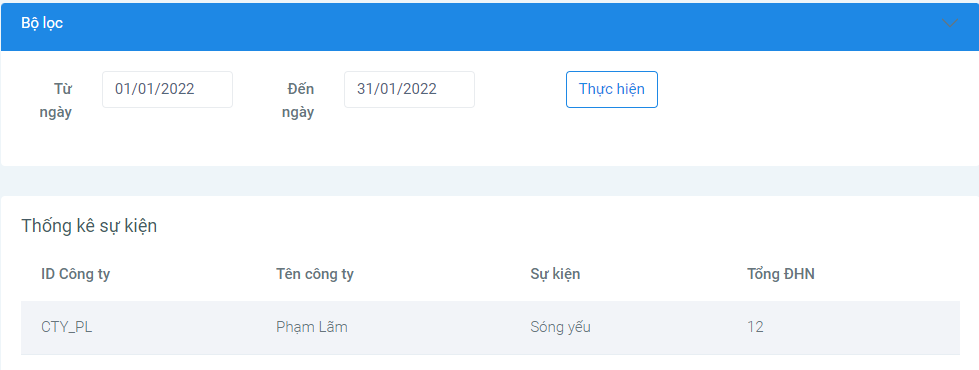 Bộ lọc
Từ ngày 01/01/2022 Đến ngày 31/01/2022 Thực hiện
Thống kê sự kiện
ID Công ty Tên công ty Sự kiện Tổng ĐHN
CTY_PL Phạm Lãm Sóng yếu 12